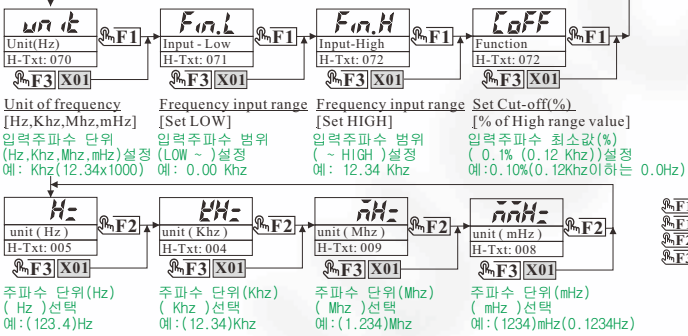 unit
Unit(Hz)
H-Txt: 070
F1
F3 X01
Fin.L
Input - Low
H-Txt: 071
F1
F3 X01
Fin.H
Input-High
H-Txt: 072
F1
F3 X01
CoFF
Function
H-Txt: 072
F1
F3 X01
Unit of frequency
[Hz,Khz,Mhz,mHz]
입력주파수 단위
(Hz,Khz,Mhz,mHz)설정
예: Khz(12.34x1000)
Frequency input range
[Set LOW]
입력주파수 범위
(LOW ~ )설정
예: 0.00 Khz
Frequency input range
[Set HIGH]
입력주파수 범위
( ~ HIGH )설정
예: 12.34 Khz
Set Cut-off(%)
[% of High range value]
입력주파수 최소값(%)
( 0.1% (0.12 Khz))설정
예:0.10%(0.12Khz이하는 0.0Hz)
unit ( Hz )
H-Txt: 005
F2
F3 X01
unit ( Khz )
H-Txt: 004
F2
F3 X01
unit ( Mhz )
H-Txt: 009
F2
F3 X01
unit ( mHz )
H-Txt: 008
F2
F3 X01
주파수 단위(Hz)
( Hz )선택
예:(123.4)Hz
주파수 단위(Khz)
( Khz )선택
예:(12.34)Khz
주파수 단위(Mhz)
( Mhz )선택
예:(1.234)Mhz
주파수 단위(mHz)
( mHz )선택
예:(1234)mHz(0.1234Hz)